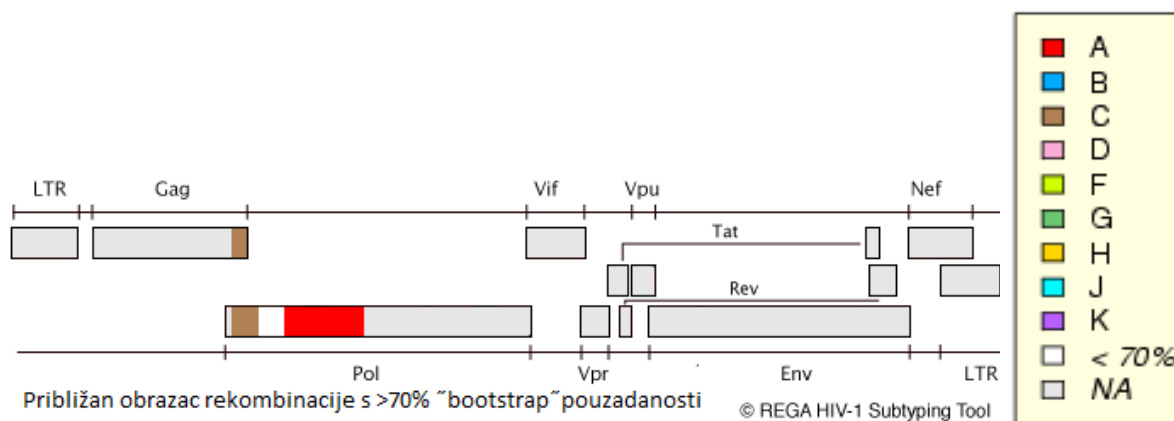 LTR Gag Vif Vpu Nef
Tat
Rev
Pol Vpr Env LTR
Približan obrazac rekombinacije s >70% ˝bootstrap˝pouzadanosti
© REGA HIV-1 Subtyping Tool
A
B
C
D
F
G
H
J
K
< 70%
NA